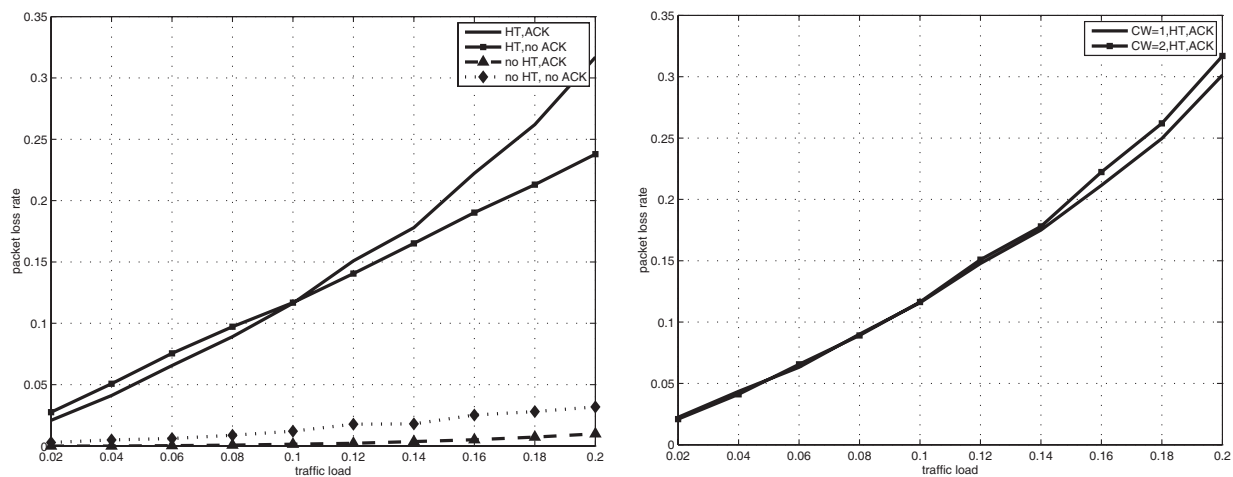 0.35
0.3
0.25
0.2
0.15
0.1
0.05
0
packet loss rate
HT,ACK
HT,no ACK
no HT,ACK
no HT, no ACK
0.02 0.04 0.06 0.08 0.1 0.12 0.14 0.16 0.18 0.2
traffic load
0.35
0.3
0.25
0.2
0.15
0.1
0.05
0
packet loss rate
CW=1,HT,ACK
CW=2,HT,ACK
0.02 0.04 0.06 0.08 0.1 0.12 0.14 0.16 0.18 0.2
traffic load